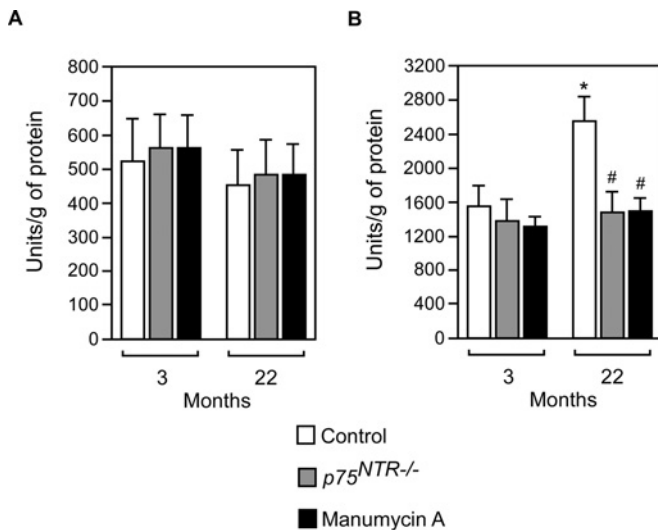 A
Units/g of protein
800
700
600
500
400
300
200
100
0
3 22
Months
B
Units/g of protein
3200
2800
2400
2000
1600
1200
800
400
0
*
# #
3 22
Months
Control
p75NTR-/-
Manumycin A